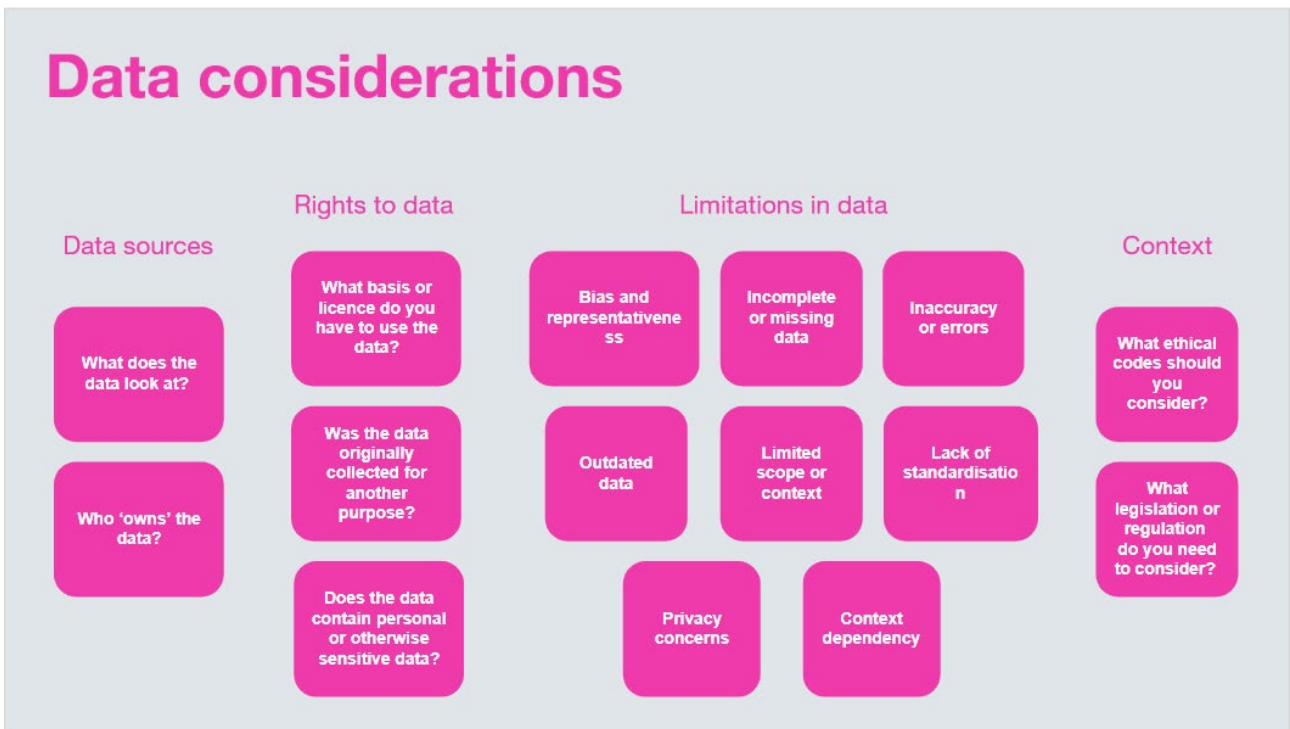 Data considerations
Data sources
What does the
data look at?
Who ‘owns’ the
data?
Rights to data
What basis or
licence do you
have to use the
data?
Was the data
originally
collected for
another
purpose?
Does the data
contain personal
or otherwise
sensitive data?
Limitations in data
Bias and
representativene
ss
Incomplete
or missing
data
Inaccuracy
or errors
Outdated
data
Limited
scope or
context
Lack of
standardisatio
n
Privacy
concerns
Context
dependency
Context
What ethical
codes should
you
consider?
What
legislation or
regulation
do you need
to consider?